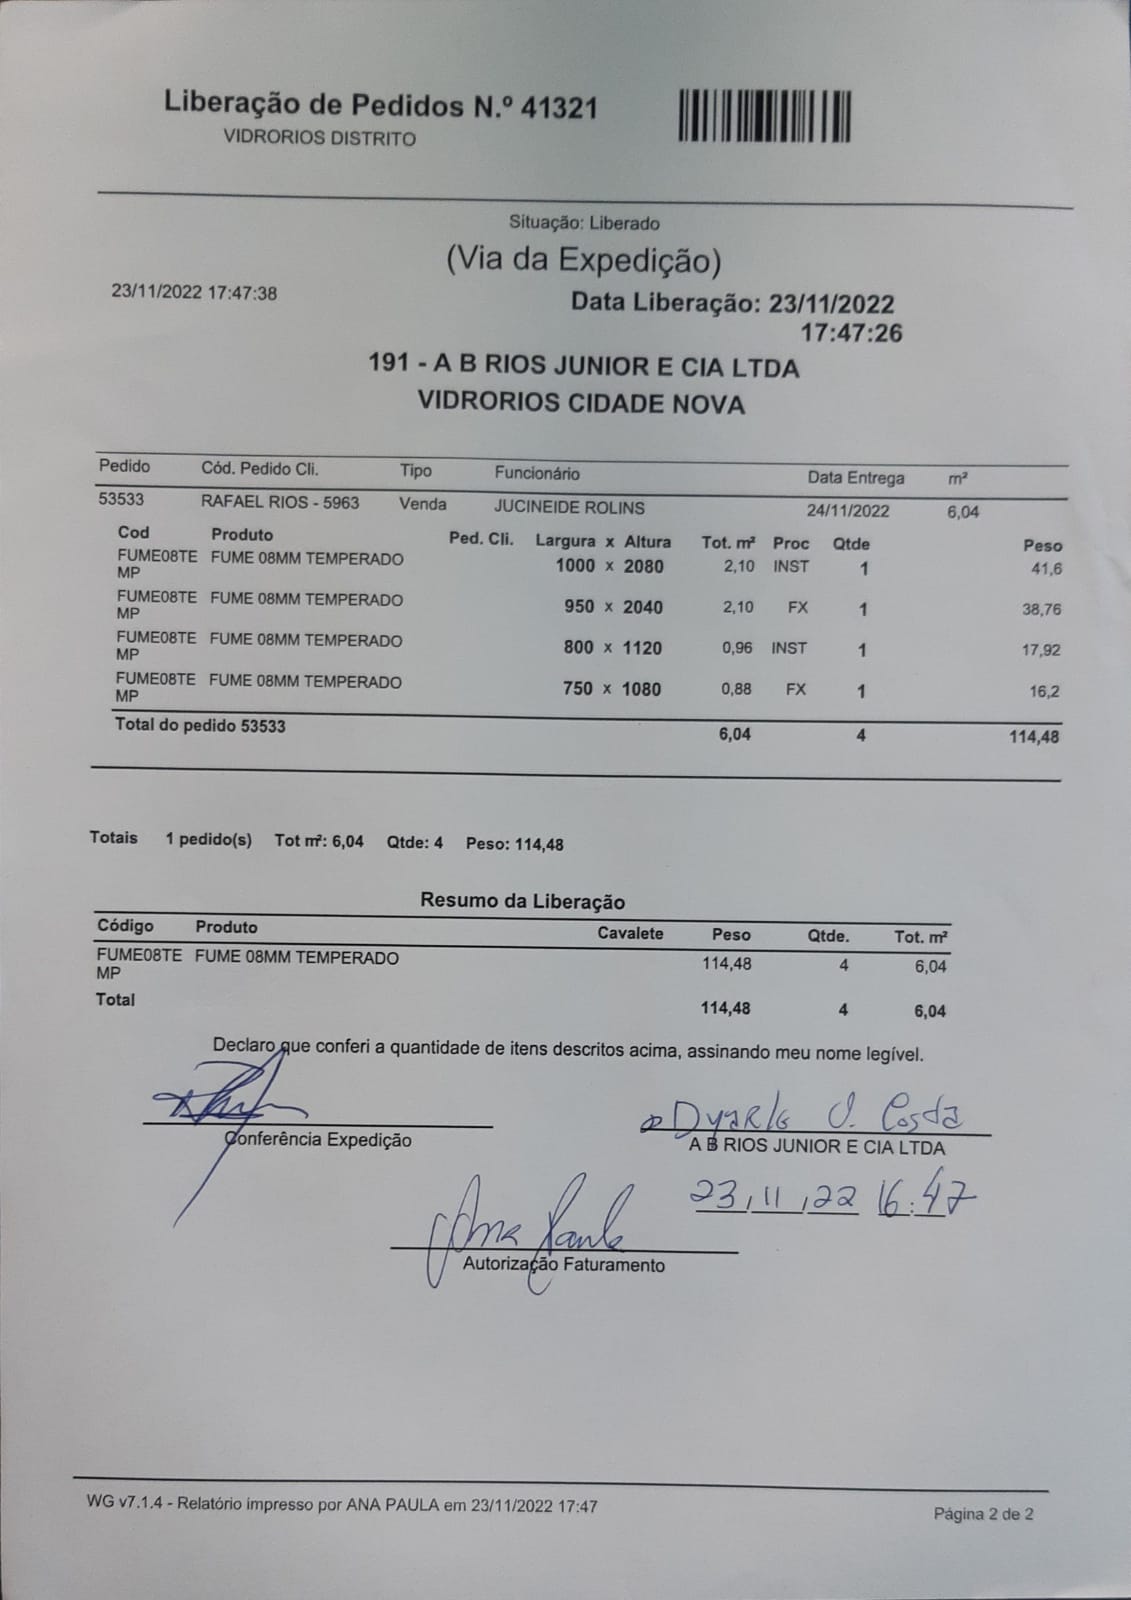 Liberação de Pedidos N.º 41321
VIDRORIOS DISTRITO
Situação: Liberado
(Via da Expedição)
23/11/2022 17:47:38
Data Liberação: 23/11/2022
17:47:26
191 - A B RIOS JUNIOR E CIA LTDA
VIDRORIOS CIDADE NOVA
Pedido Cód. Pedido Cli. Tipo Funcionário Data Entrega m²
53533 RAFAEL RIOS - 5963 Venda JUCINEIDE ROLINS 24/11/2022 6,04
Cod Produto Ped. Cli. Largura x Altura Tot. m² Proc Qtde Peso
FUME08TE FUME 08MM TEMPERADO 1000 x 2080 2,10 INST 1 41,6
MP
FUME08TE FUME 08MM TEMPERADO 950 x 2040 2,10 FX 1 38,76
MP
FUME08TE FUME 08MM TEMPERADO 800 x 1120 0,96 INST 1 17,92
MP
FUME08TE FUME 08MM TEMPERADO 750 x 1080 0,88 FX 1 16,2
MP
Total do pedido 53533 6,04 4 114,48
Totais 1 pedido(s) Tot m²: 6,04 Qtde: 4 Peso: 114,48
Resumo da Liberação
Código Produto Cavalete Peso Qtde. Tot. m²
FUME08TE FUME 08MM TEMPERADO 114,48 4 6,04
MP
Total 114,48 4 6,04
Declaro que conferi a quantidade de itens descritos acima, assinando meu nome legível.
Costa
Conferência Expedição
A B RIOS JUNIOR E CIA LTDA
23/11/22 16:47
Ana Paula
Autorização Faturamento
WG v7.1.4 - Relatório impresso por ANA PAULA em 23/11/2022 17:47
Página 2 de 2